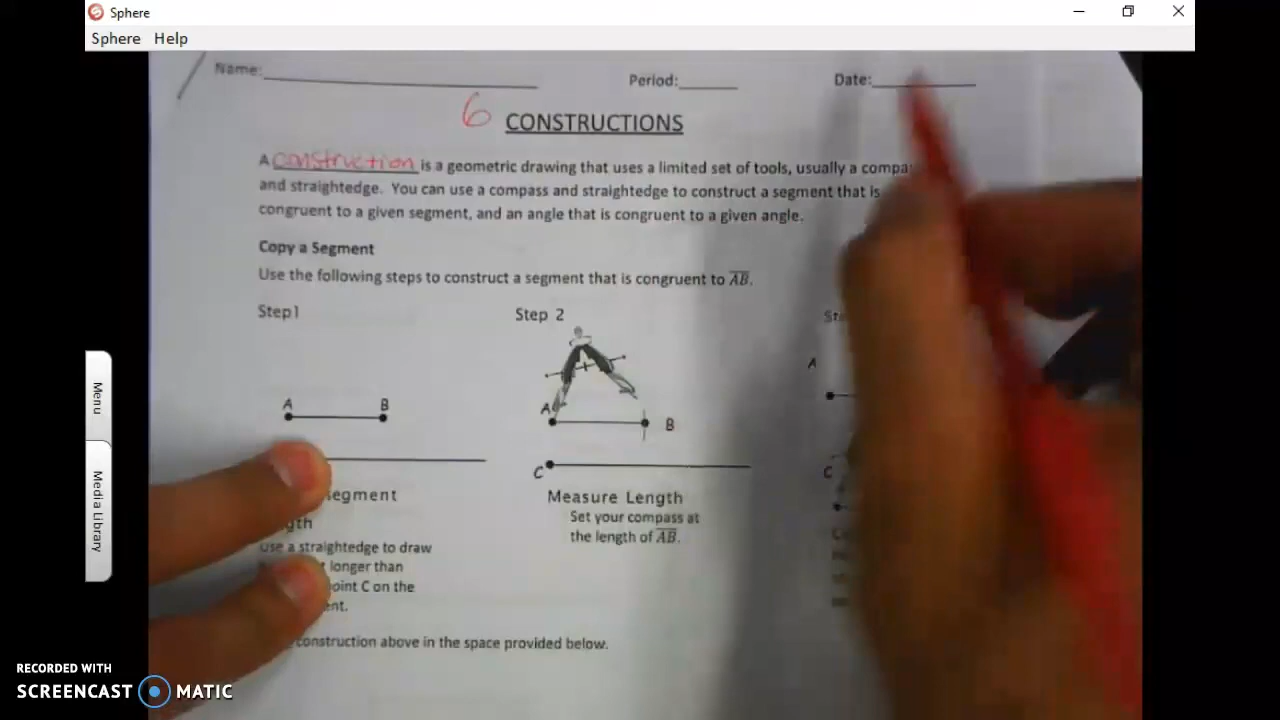 Sphere
Sphere Help
Name:
Period:
Date:
6 CONSTRUCTIONS
A construction is a geometric drawing that uses a limited set of tools, usually a compa
and straightedge. You can use a compass and straightedge to construct a segment that is
congruent to a given segment, and an angle that is congruent to a given angle.
Copy a Segment
Use the following steps to construct a segment that is congruent to AB.
Step1
Step 2
A B
A B
A
C
C
egment
Use a straightedge to draw
longer than
oint C on the
ent.
Measure Length
Set your compass at
the length of AB.
construction above in the space provided below.
Menu
Media Library
RECORDED WITH
SCREENCAST MATIC